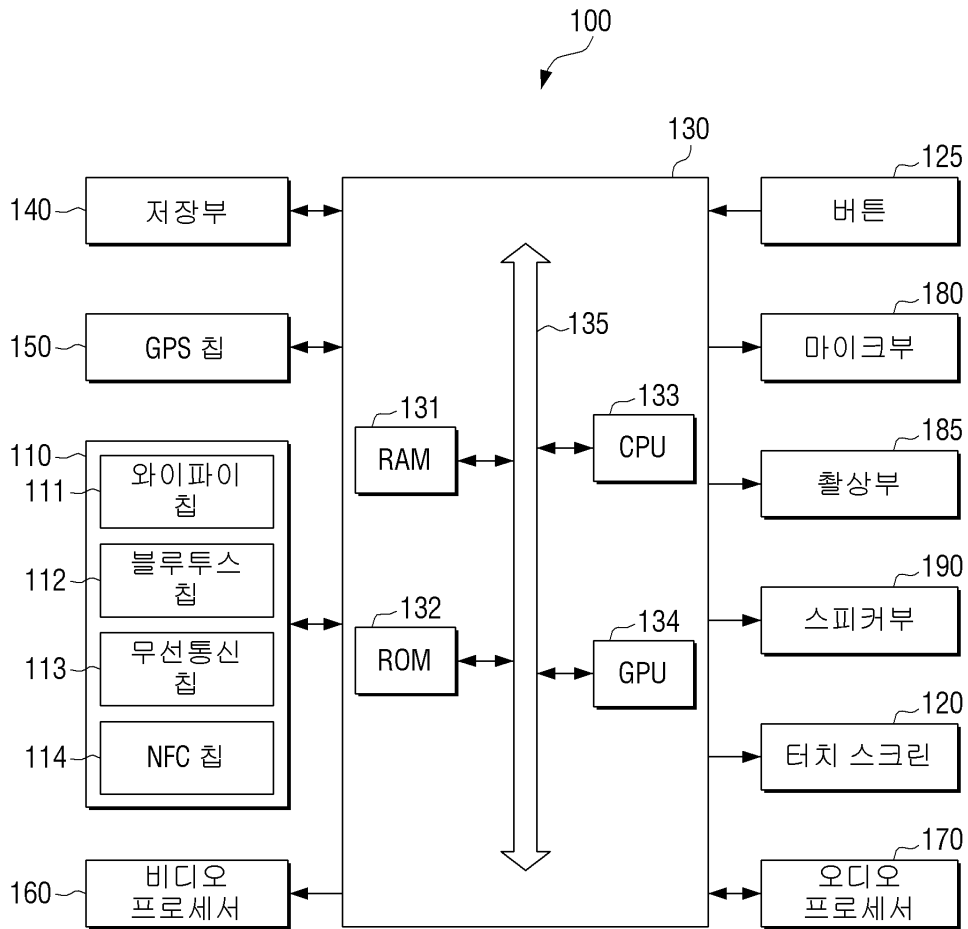 100
130
125
140
저장부
버튼
150
GPS 칩
135
180
마이크부
131
RAM
133
CPU
110
111
와이파이
칩
185
촬상부
112
블루투스
칩
132
ROM
134
GPU
190
스피커부
113
무선통신
칩
114
NFC 칩
120
터치 스크린
160
비디오
프로세서
170
오디오
프로세서